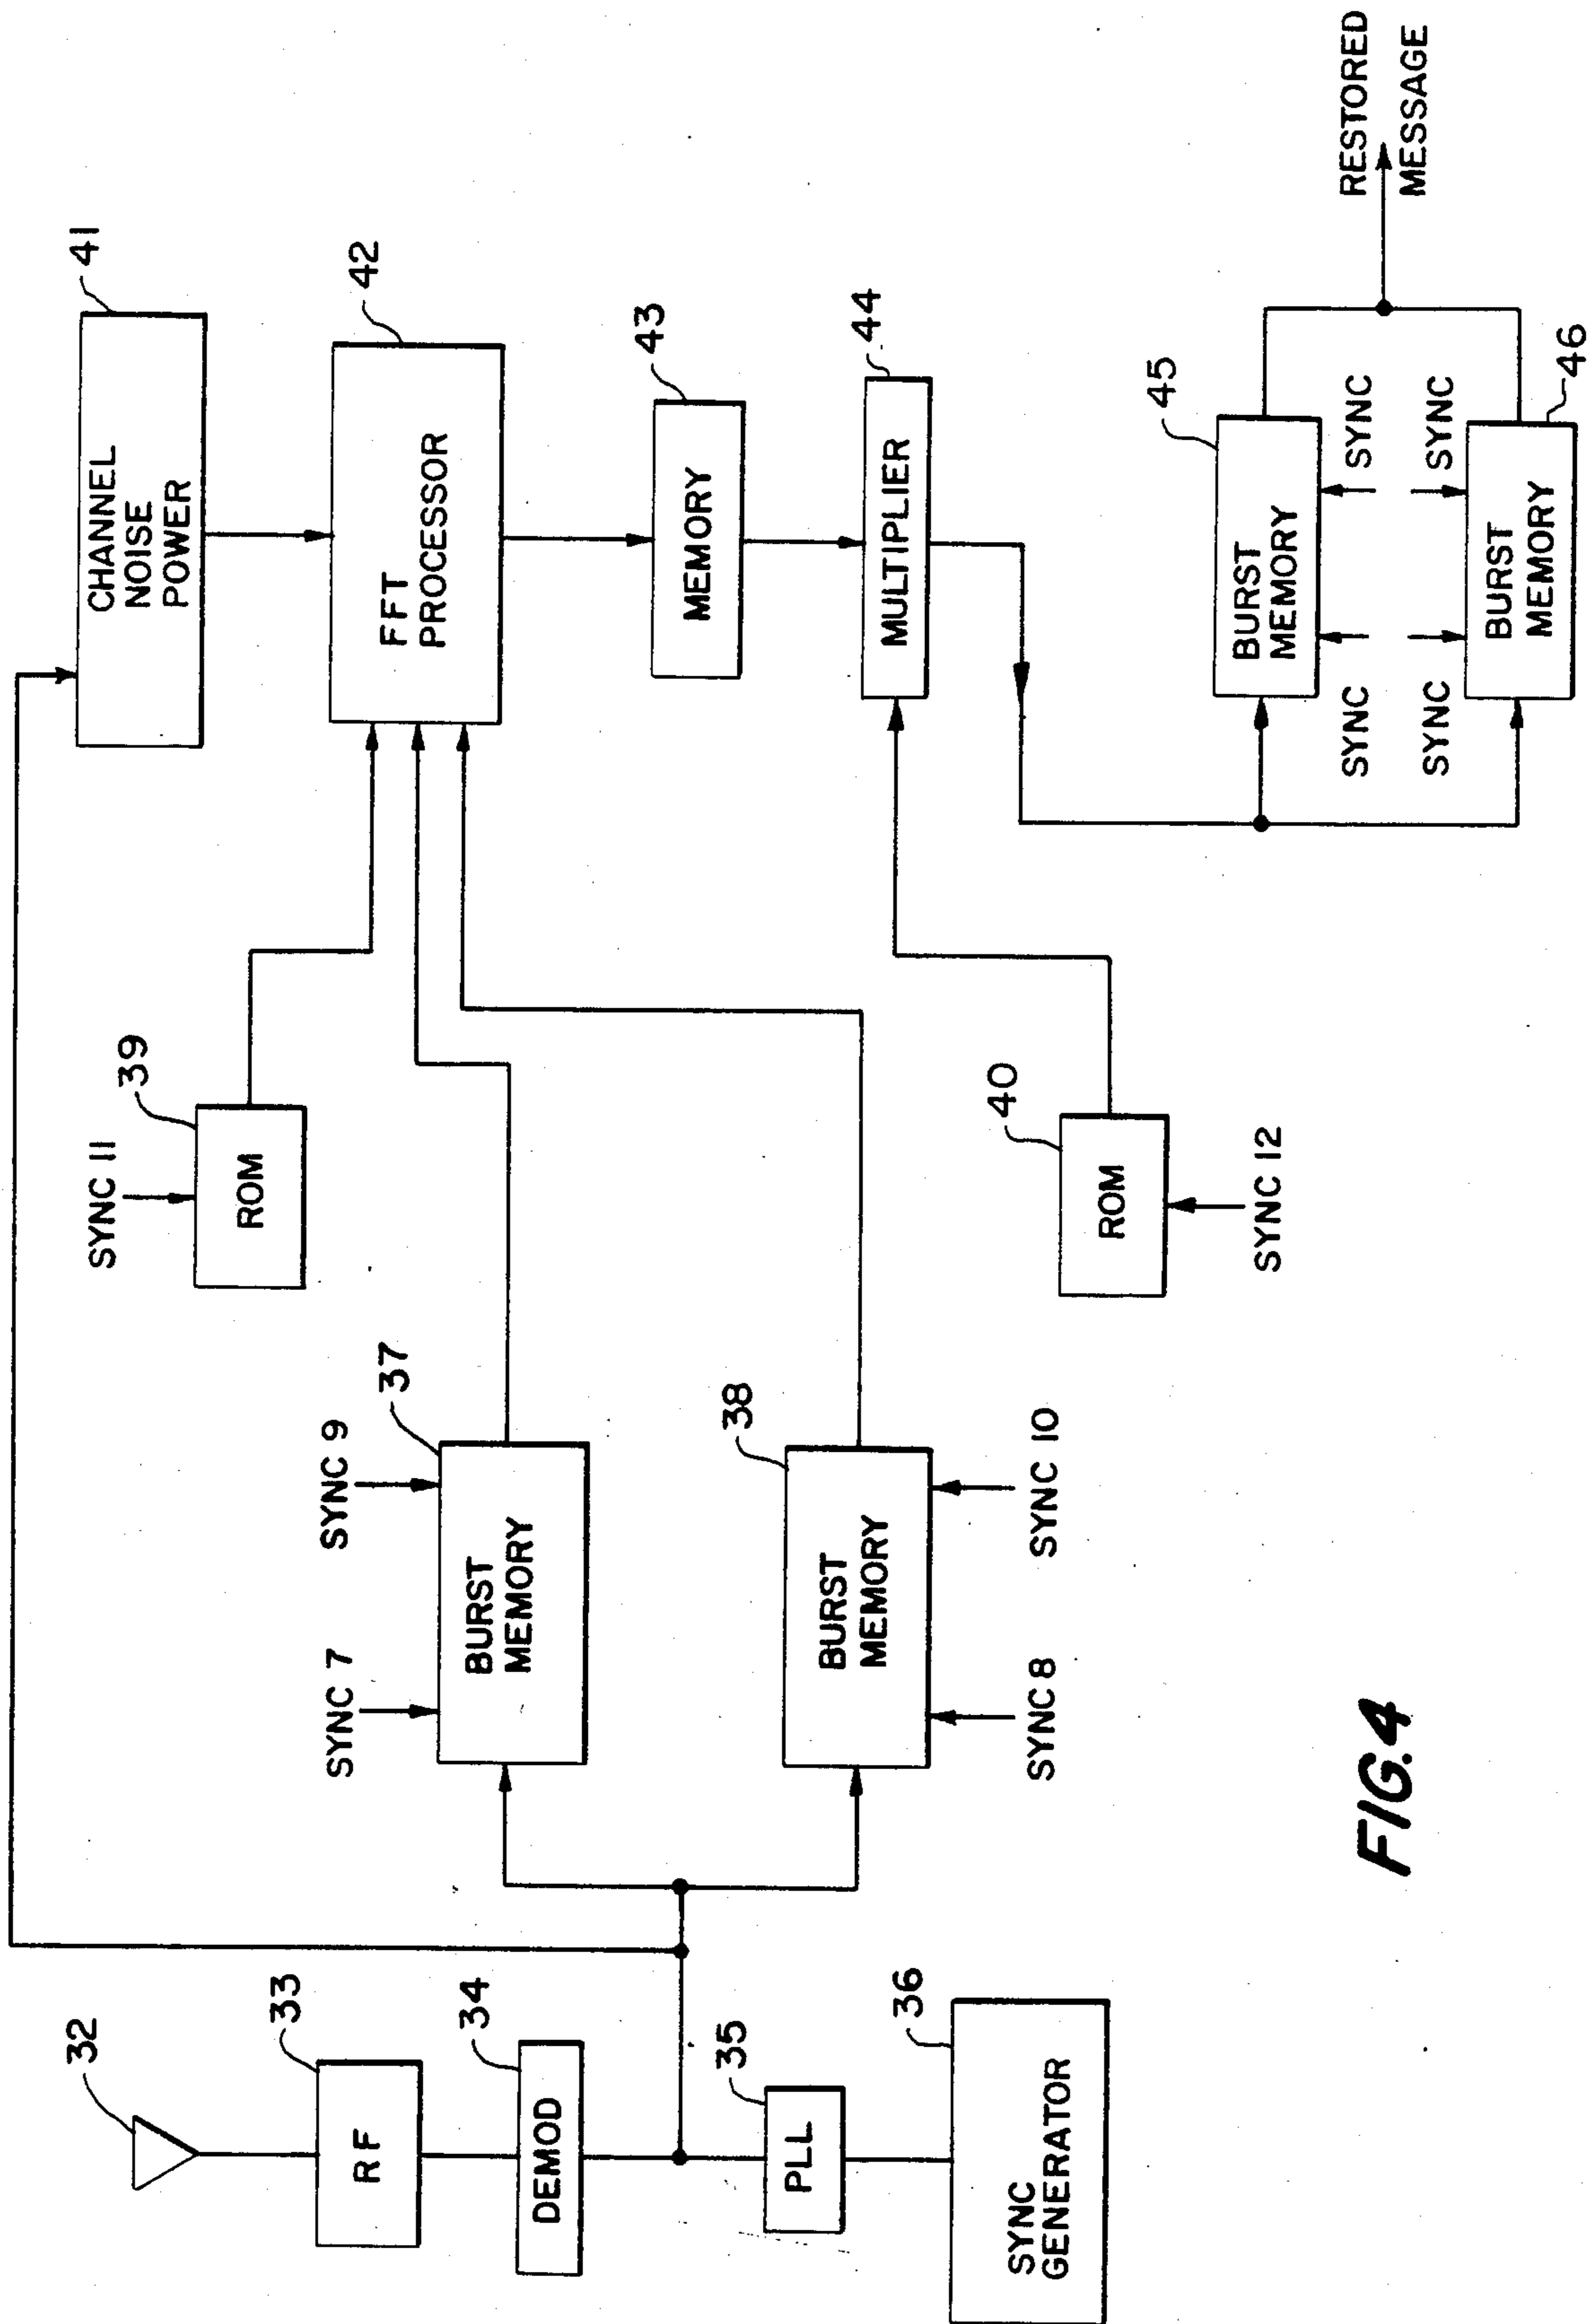 32
33
RF
34
DEMOD
35
PLL
36
SYNC
GENERATOR
SYNC 7
SYNC 9
37
BURST
MEMORY
38
BURST
MEMORY
SYNC 8
SYNC 10
SYNC 11
39
ROM
40
ROM
SYNC 12
41
CHANNEL
NOISE
POWER
42
FFT
PROCESSOR
43
MEMORY
44
MULTIPLIER
45
BURST
MEMORY
SYNC
SYNC
SYNC
SYNC
BURST
MEMORY
46
RESTORED
MESSAGE
FIG.4